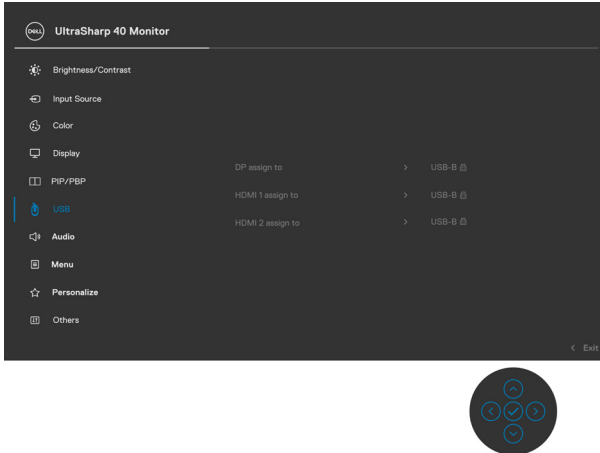 DELL UltraSharp 40 Monitor
Brightness/Contrast
Input Source
Color
Display
DP assign to > USB-B
PIP/PBP
HDMI 1 assign to > USB-B
USB
HDMI 2 assign to > USB-B
Audio
Menu
Personalize
Others
< Exit